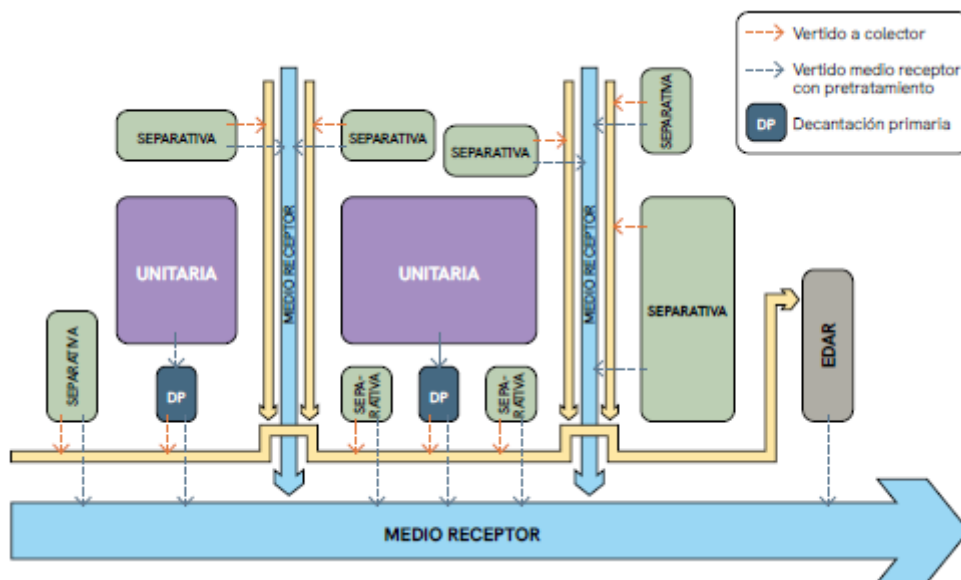 Vertido a colector
Vertido medio receptor
con pretratamiento
DP
Decantación primaria
SEPARATIVA
SEPARATIVA
SEPARATIVA
SEPARATIVA
MEDIO RECEPTOR
MEDIO RECEPTOR
UNITARIA
UNITARIA
SEPARATIVA
EDAR
SEPARATIVA
DP
SEPA-
RATIVA
DP
SEPA-
RATIVA
MEDIO RECEPTOR